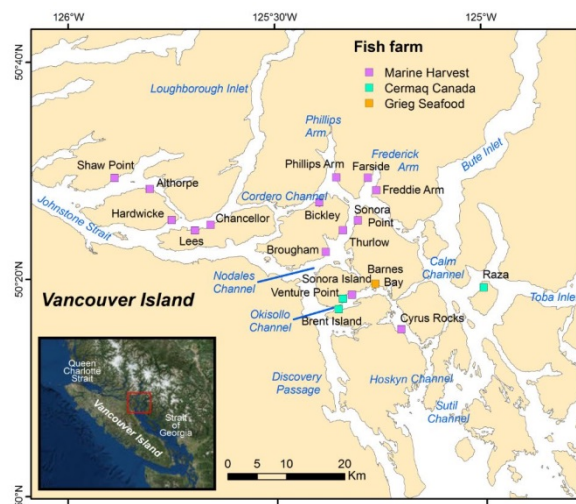 126°W
125°30'W
125°W
50°40'N
50°20'N
50°N
Fish farm
Marine Harvest
Cermaq Canada
Grieg Seafood
Loughborough Inlet
Phillips
Arm
Bute Inlet
Phillips Arm
Farside
Frederick
Arm
Freddie Arm
Shaw Point
Althorpe
Cordero Channel
Hardwicke
Chancellor
Lees
Bickley
Sonora
Point
Johnstone Strait
Thurlow
Brougham
Nodales
Channel
Calm
Channel
Raza
Toba Inlet
Vancouver Island
Sonora Island
Barnes
Bay
Venture Point
Okisollo
Channel
Brent Island
Cyrus Rocks
Discovery
Passage
Hoskyn Channel
Sutil
Channel
Queen
Charlotte
Strait
Vancouver Island
Strait
of
Georgia
0 5 10 20
Km